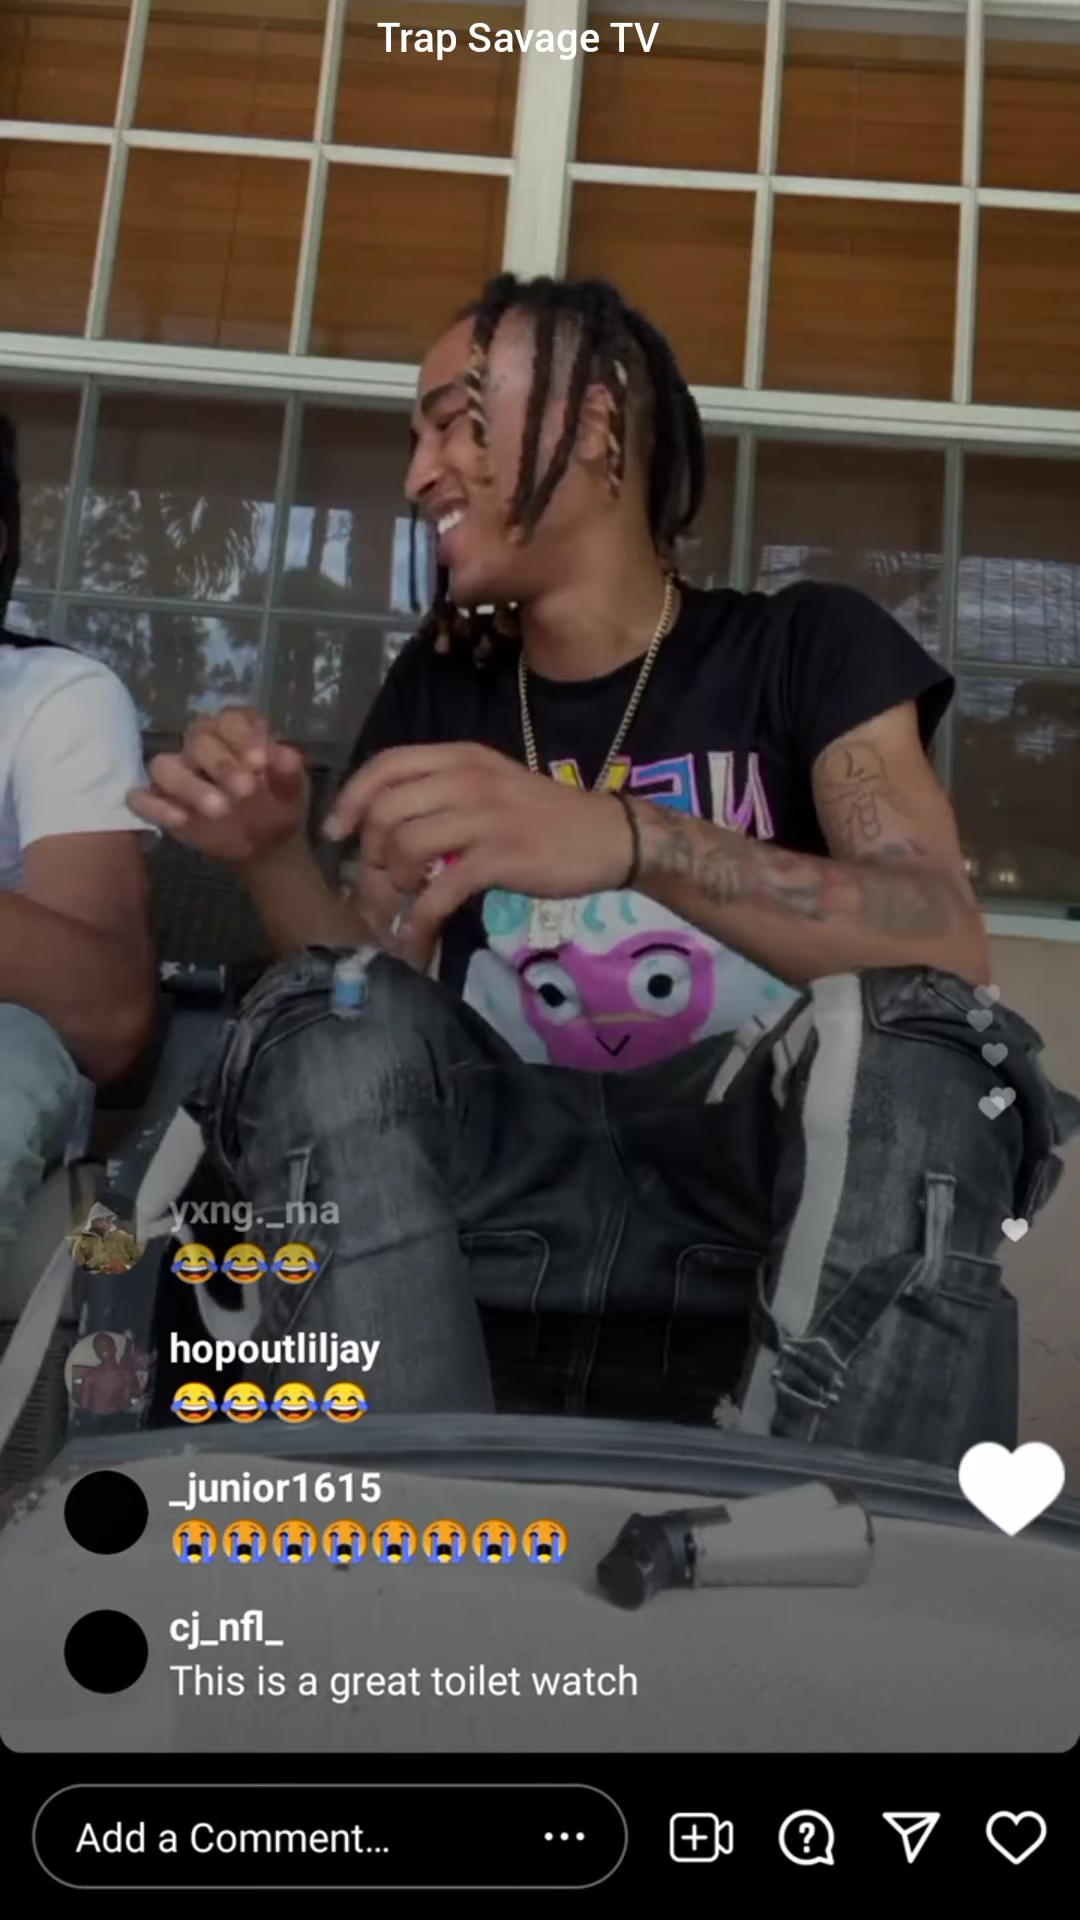 Trap Savage TV
yxng._ma
😂😂😂
hopoutliljay
😂😂😂😂
_junior1615
😭😭😭😭😭😭😭😭
cj_nfl_
This is a great toilet watch
Add a Comment...